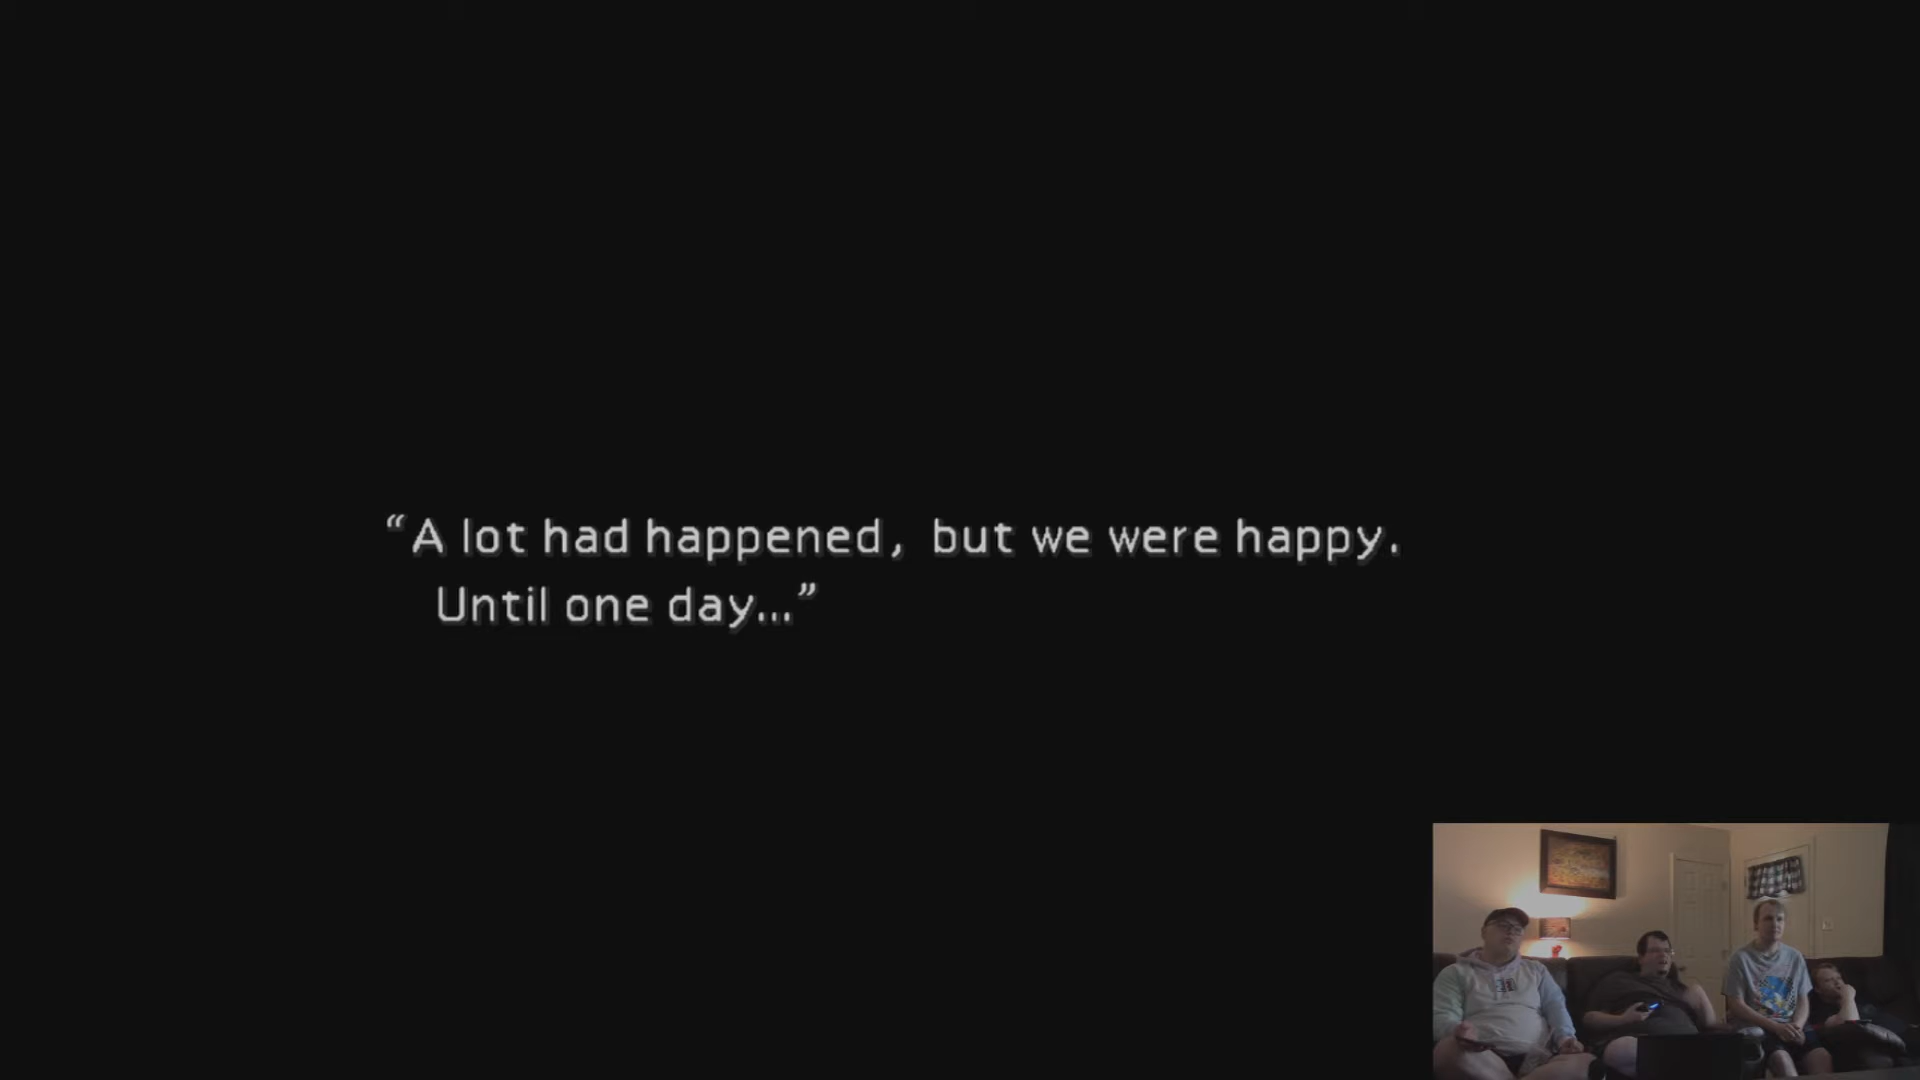 “A lot had happened, but we were happy.
Until one day...”